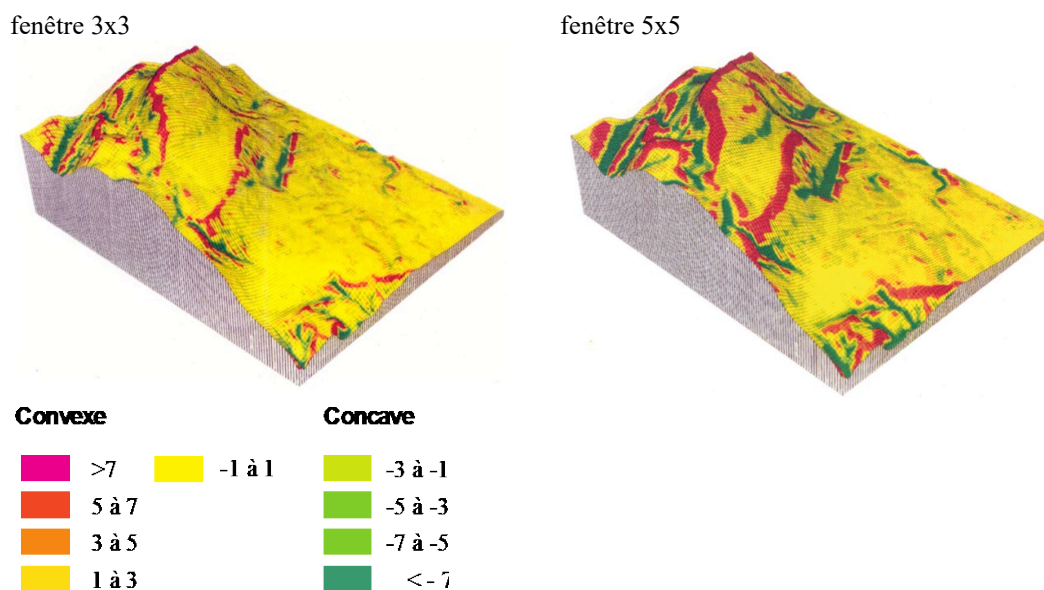 fenêtre 3x3
fenêtre 5x5
Convexe
Concave
>7
-1 à 1
-3 à -1
5 à 7
-5 à -3
3 à 5
-7 à -5
1 à 3
< - 7